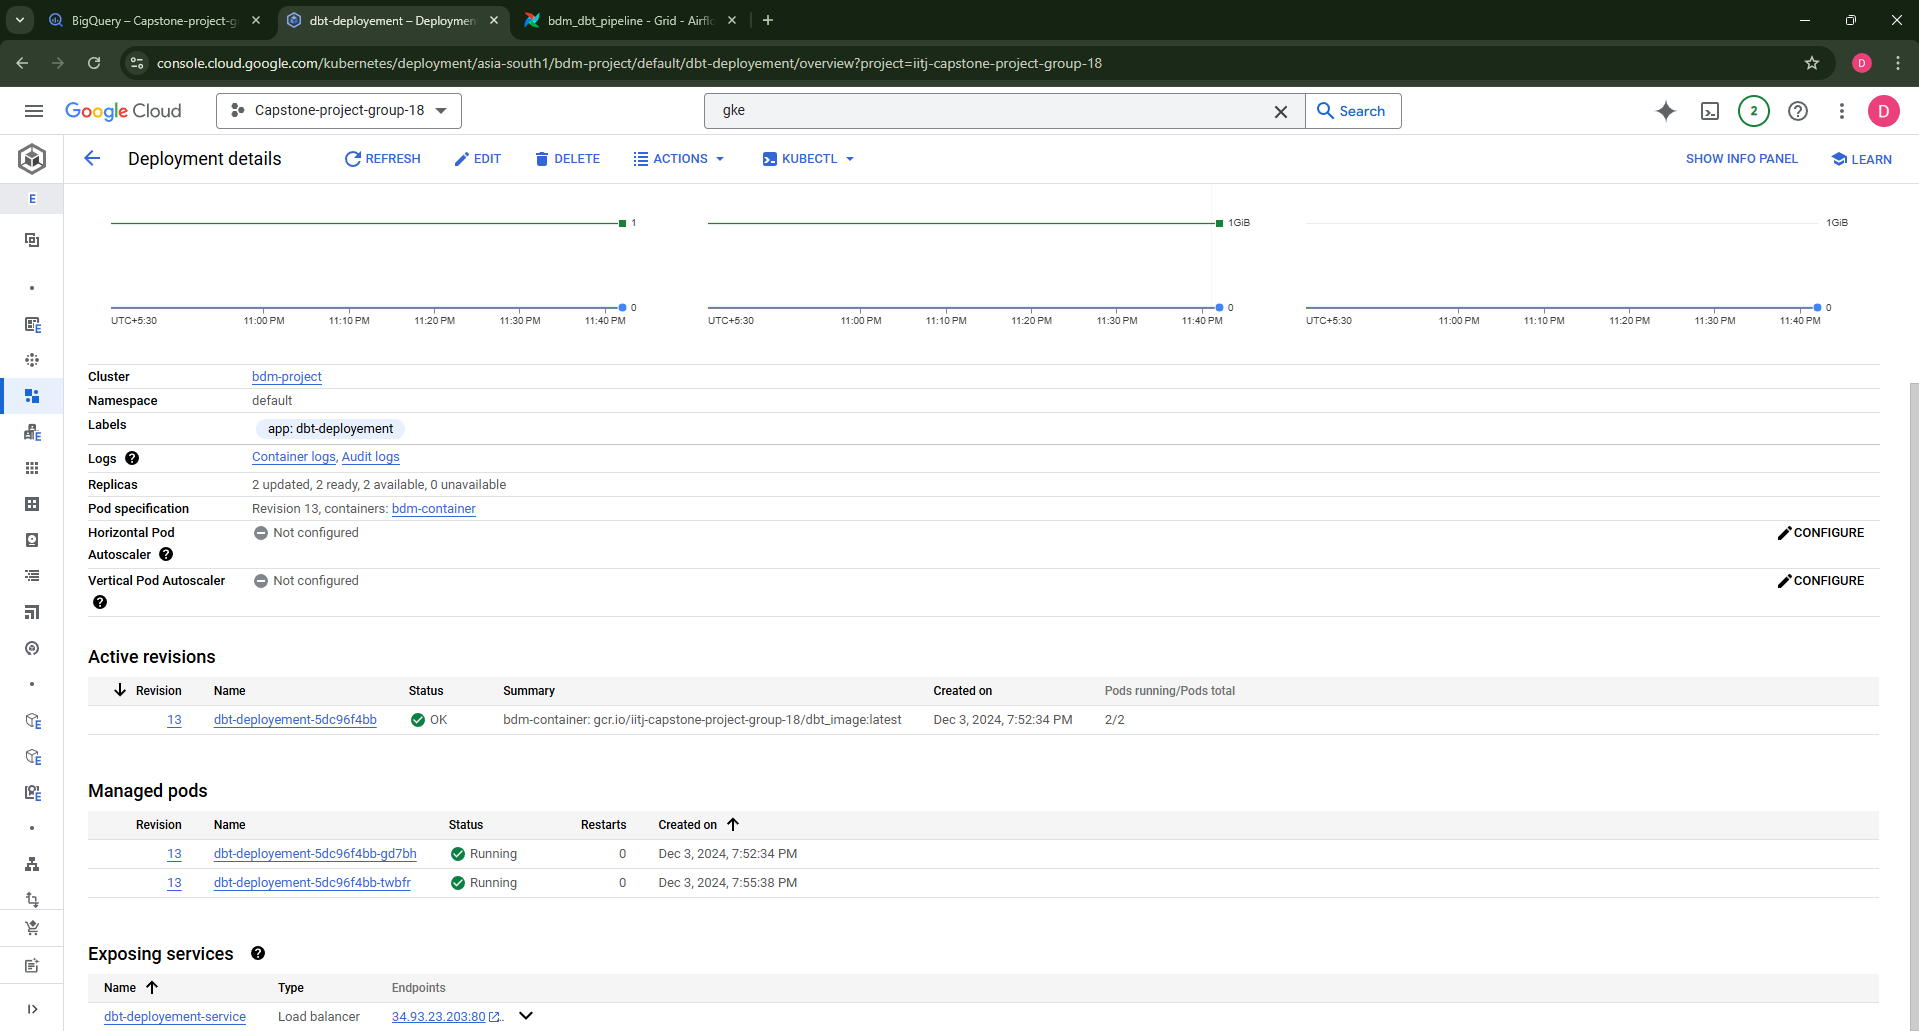 BigQuery – Capstone-project-g
dbt-deployement – Deploymen
bdm_dbt_pipeline - Grid - Airfl
console.cloud.google.com/kubernetes/deployment/asia-south1/bdm-project/default/dbt-deployement/overview?project=iitj-capstone-project-group-18
D
Google Cloud
Capstone-project-group-18
gke
Search
2
D
Deployment details
REFRESH
EDIT
DELETE
ACTIONS
KUBECTL
SHOW INFO PANEL
LEARN
E
1
1GiB
1GiB
0
0
0
UTC+5:30 11:00 PM 11:10 PM 11:20 PM 11:30 PM 11:40 PM
UTC+5:30 11:00 PM 11:10 PM 11:20 PM 11:30 PM 11:40 PM
UTC+5:30 11:00 PM 11:10 PM 11:20 PM 11:30 PM 11:40 PM
Cluster bdm-project
Namespace default
Labels app: dbt-deployement
Logs Container logs, Audit logs
Replicas 2 updated, 2 ready, 2 available, 0 unavailable
Pod specification Revision 13, containers: bdm-container
Horizontal Pod Autoscaler Not configured CONFIGURE
Vertical Pod Autoscaler Not configured CONFIGURE
Active revisions
Revision Name Status Summary Created on Pods running/Pods total
13 dbt-deployement-5dc96f4bb OK bdm-container: gcr.io/iitj-capstone-project-group-18/dbt_image:latest Dec 3, 2024, 7:52:34 PM 2/2
Managed pods
Revision Name Status Restarts Created on
13 dbt-deployement-5dc96f4bb-gd7bh Running 0 Dec 3, 2024, 7:52:34 PM
13 dbt-deployement-5dc96f4bb-twbfr Running 0 Dec 3, 2024, 7:55:38 PM
Exposing services
Name Type Endpoints
dbt-deployement-service Load balancer 34.93.23.203:80